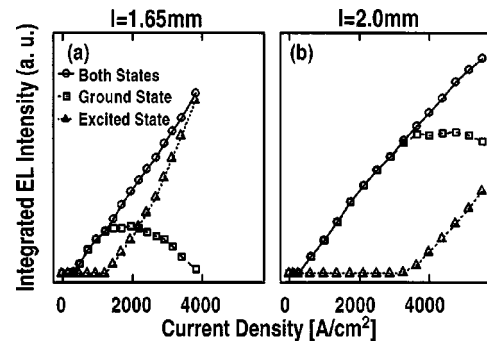 l=1.65mm l=2.0mm
(a) (b)
Both States
Ground State
Excited State
Integrated EL Intensity (a. u.)
0 2000 4000 0 2000 4000
Current Density [A/cm²]